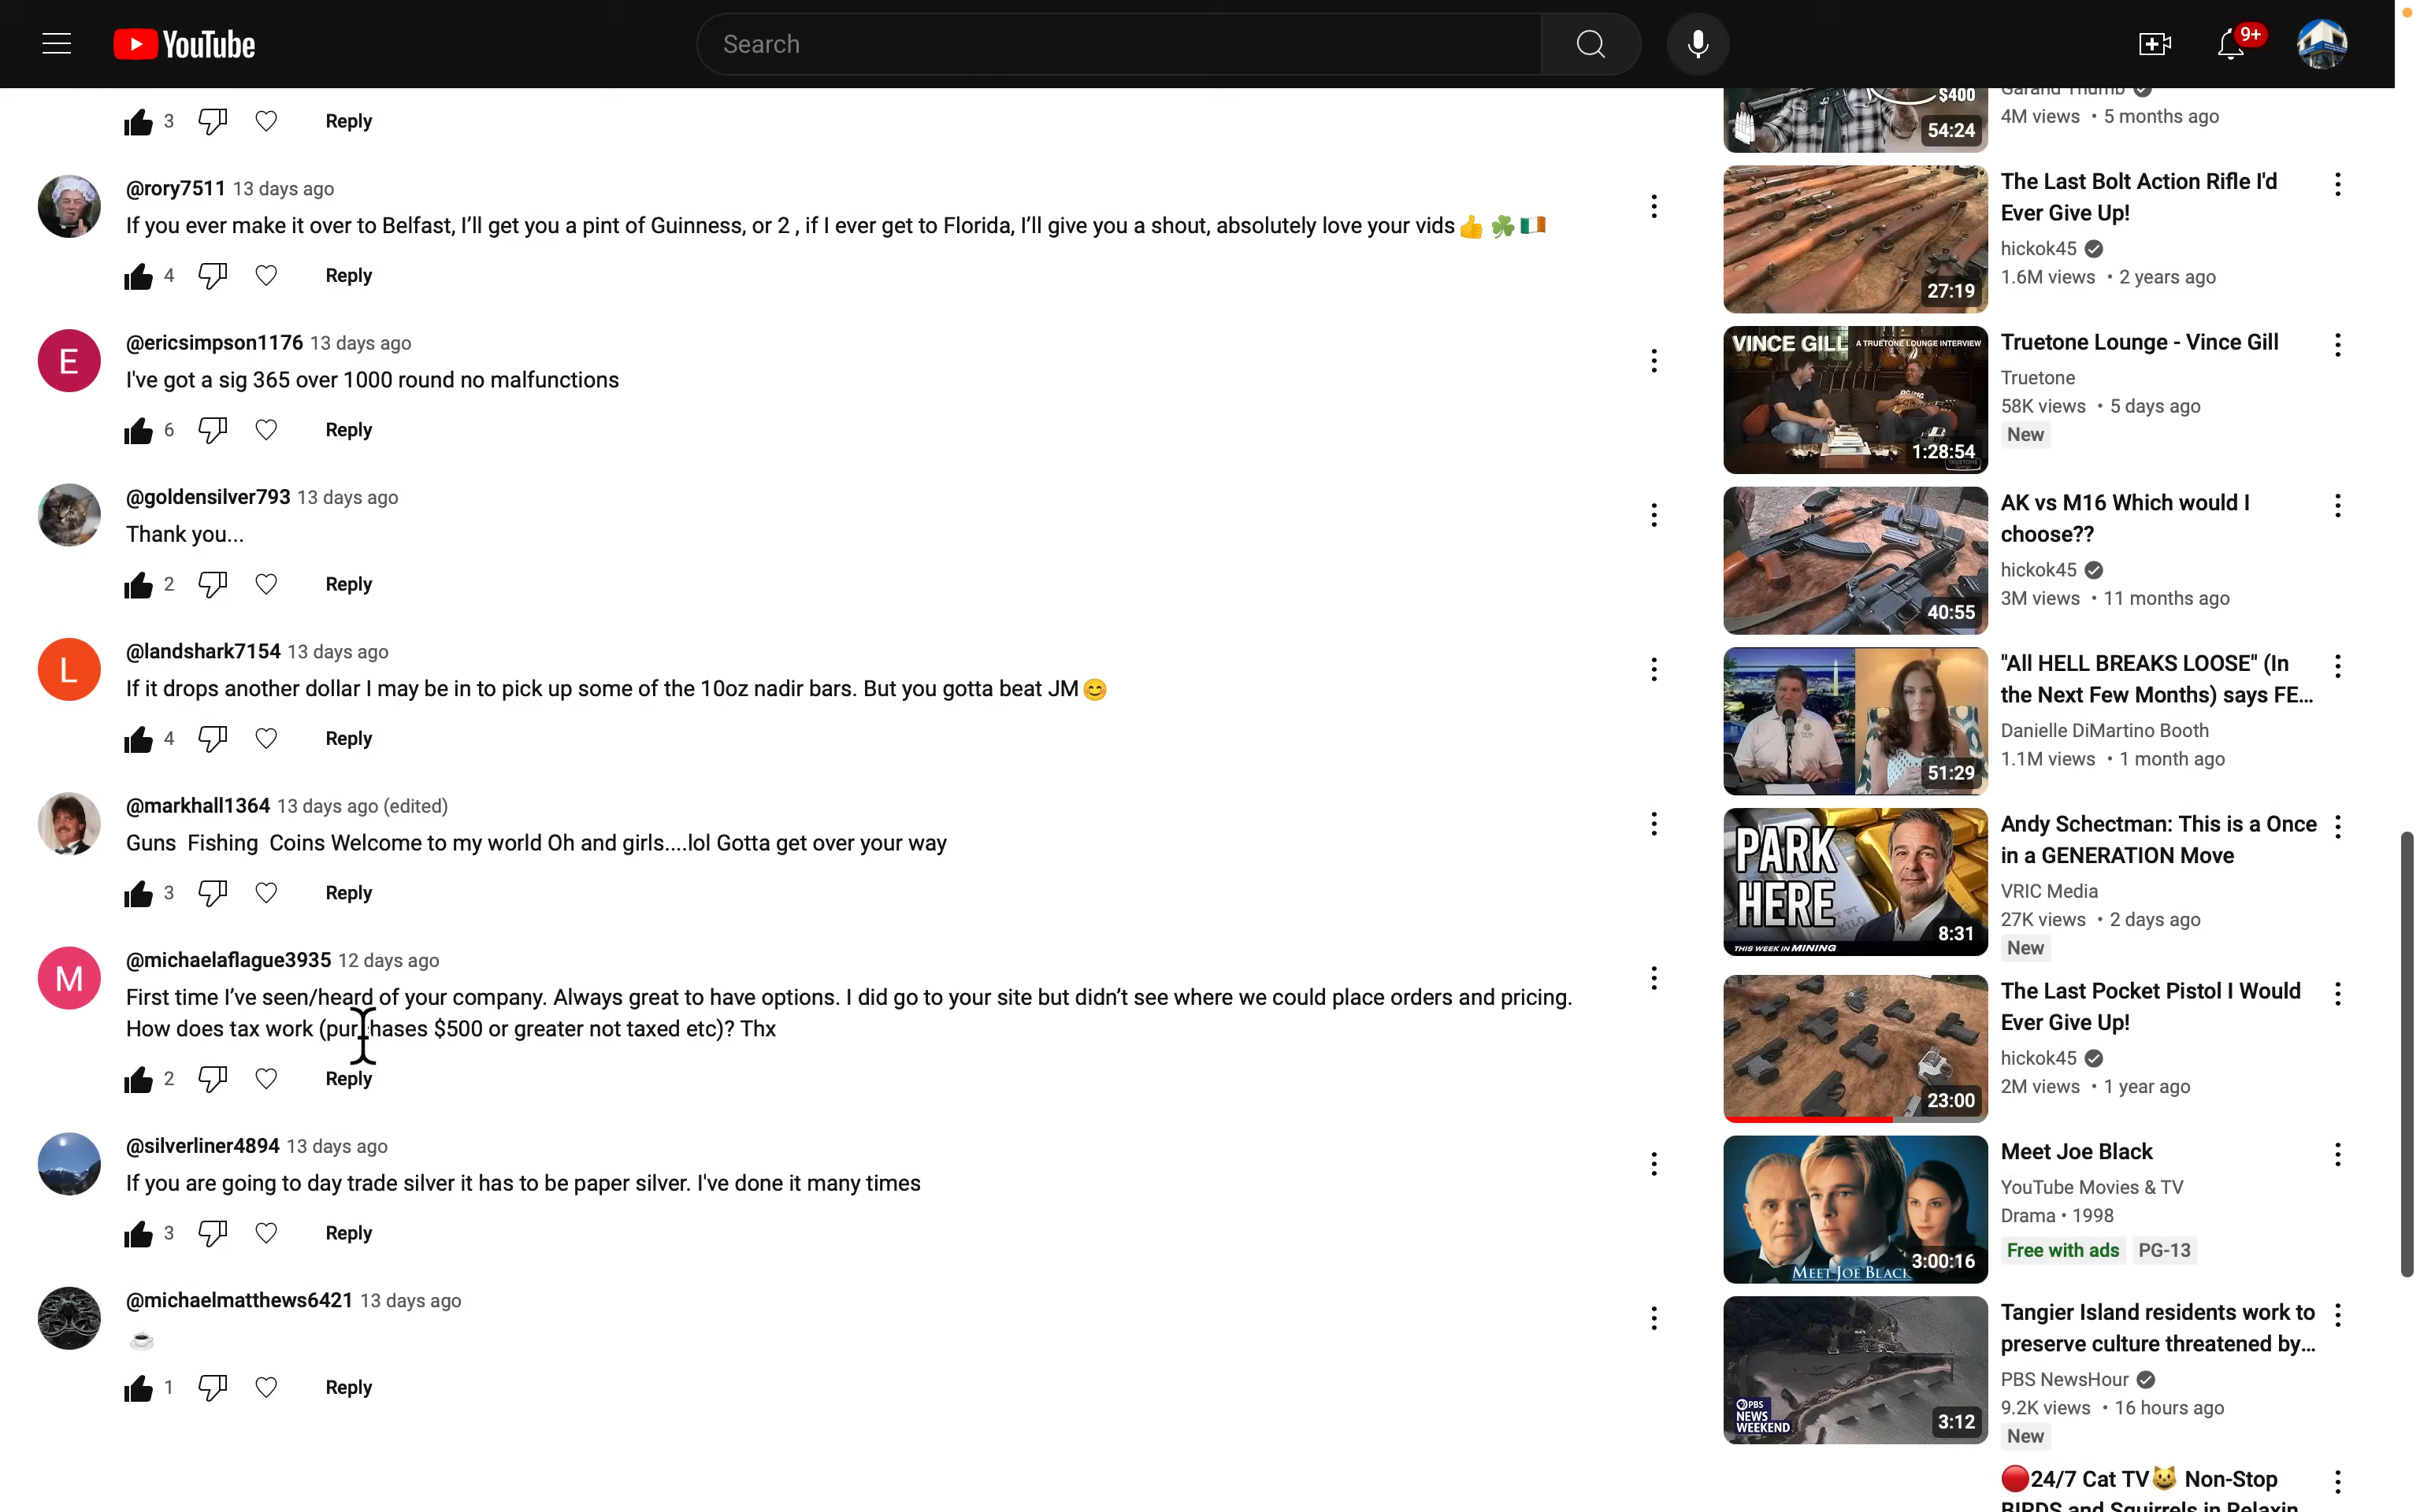 YouTube
Search
9+
3
Reply
@rory7511 13 days ago
If you ever make it over to Belfast, I'll get you a pint of Guinness, or 2 , if I ever get to Florida, I'll give you a shout, absolutely love your vids👍 ☘️ 🇮🇪
4
Reply
E
@ericsimpson1176 13 days ago
I've got a sig 365 over 1000 round no malfunctions
6
Reply
@goldensilver793 13 days ago
Thank you...
2
Reply
L
@landshark7154 13 days ago
If it drops another dollar I may be in to pick up some of the 10oz nadir bars. But you gotta beat JM😊
4
Reply
@markhall1364 13 days ago (edited)
Guns Fishing Coins Welcome to my world Oh and girls....lol Gotta get over your way
3
Reply
M
@michaelaflague3935 12 days ago
First time I've seen/heard of your company. Always great to have options. I did go to your site but didn't see where we could place orders and pricing.
How does tax work (purchases $500 or greater not taxed etc)? Thx
2
Reply
@silverliner4894 13 days ago
If you are going to day trade silver it has to be paper silver. I've done it many times
3
Reply
@michaelmatthews6421 13 days ago
☕
1
Reply
$400
54:24
Garand Thumb
4M views • 5 months ago
27:19
The Last Bolt Action Rifle I'd
Ever Give Up!
hickok45
1.6M views • 2 years ago
VINCE GILL A TRUETONE LOUNGE INTERVIEW
1:28:54
TRUETONE
Truetone Lounge - Vince Gill
Truetone
58K views • 5 days ago
New
40:55
AK vs M16 Which would I
choose??
hickok45
3M views • 11 months ago
51:29
"All HELL BREAKS LOOSE" (In
the Next Few Months) says FE...
Danielle DiMartino Booth
1.1M views • 1 month ago
PARK
HERE
THIS WEEK IN MINING
8:31
Andy Schectman: This is a Once
in a GENERATION Move
VRIC Media
27K views • 2 days ago
New
23:00
The Last Pocket Pistol I Would
Ever Give Up!
hickok45
2M views • 1 year ago
MEET JOE BLACK
3:00:16
Meet Joe Black
YouTube Movies & TV
Drama • 1998
Free with ads PG-13
PBS
NEWS
WEEKEND
3:12
Tangier Island residents work to
preserve culture threatened by...
PBS NewsHour
9.2K views • 16 hours ago
New
🔴24/7 Cat TV😺 Non-Stop
BIRDS and Squirrels in Relaxin